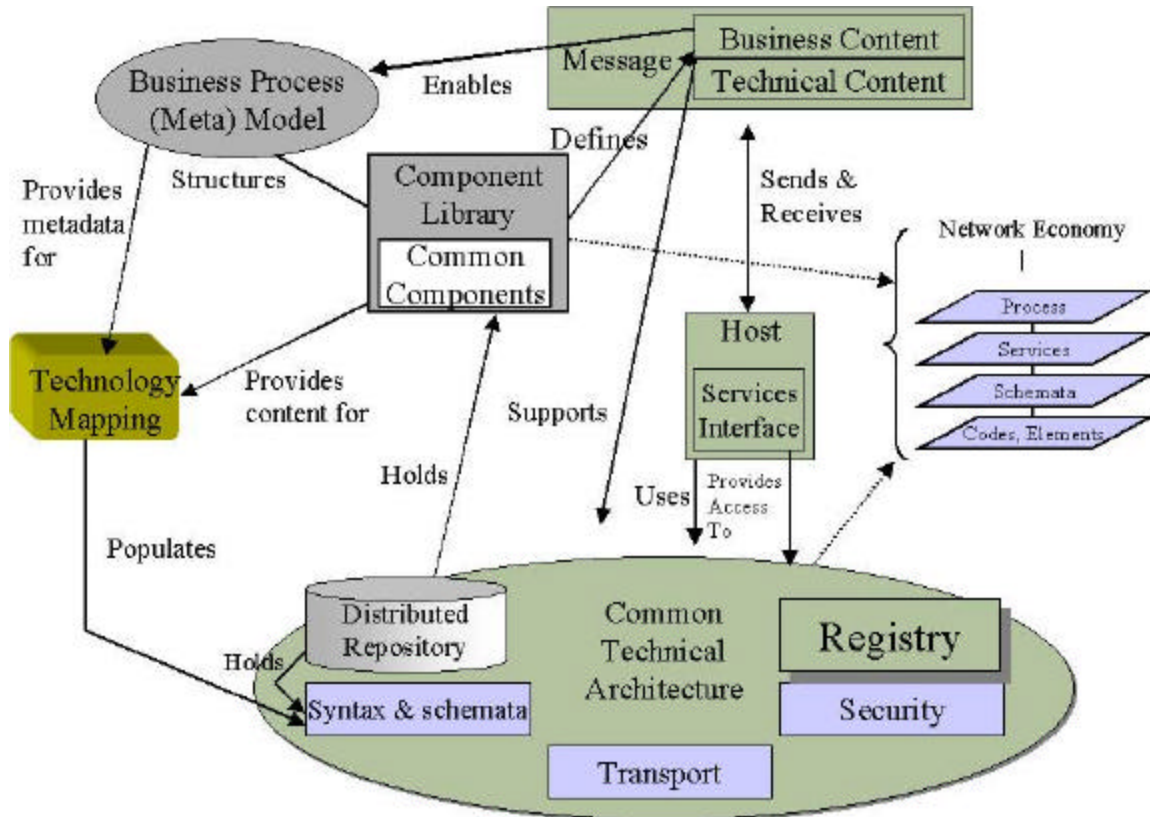 Business Content
Message
Technical Content
Business Process
(Meta) Model
Enables
Defines
Structures
Component
Library
Common
Components
Provides
metadata
for
Sends &
Receives
Network Economy
Process
Services
Schemata
Codes, Elements
Host
Services
Interface
Technology
Mapping
Provides
content for
Supports
Holds
Uses
Provides
Access
To
Populates
Distributed
Repository
Common
Technical
Architecture
Registry
Holds
Syntax & schemata
Security
Transport